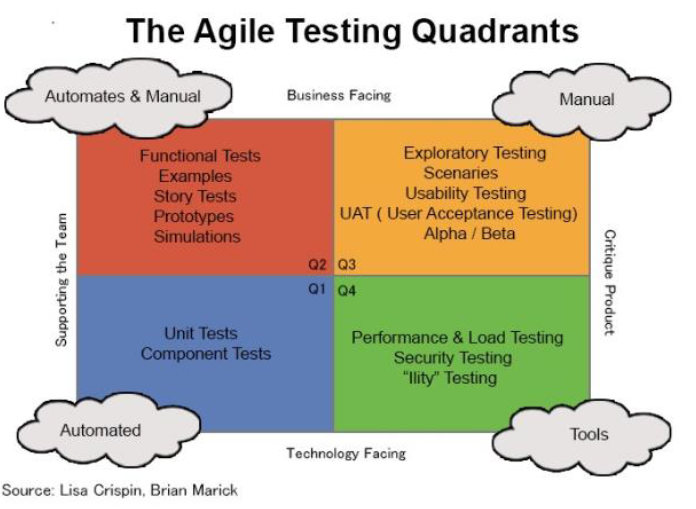 The Agile Testing Quadrants
Automates & Manual
Business Facing
Manual
Functional Tests
Examples
Story Tests
Prototypes
Simulations
Q2
Exploratory Testing
Scenaries
Usability Testing
UAT ( User Acceptance Testing)
Alpha / Beta
Q3
Supporting the Team
Critique Product
Q1
Unit Tests
Component Tests
Q4
Performance & Load Testing
Security Testing
“Ility” Testing
Automated
Technology Facing
Tools
Source: Lisa Crispin, Brian Marick